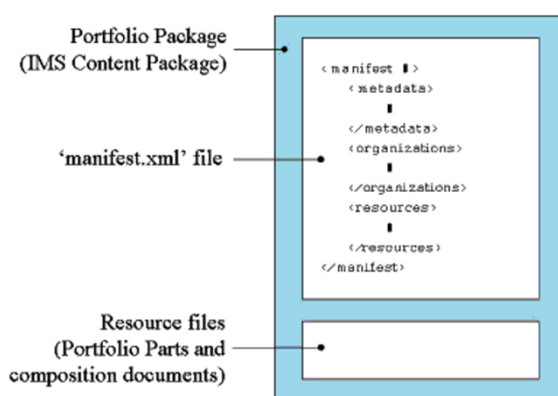 Portfolio Package
(IMS Content Package)
<manifest ▮>
<metadata>
▮
</metadata>
<organizations>
▮
</organizations>
<resources>
▮
</resources>
</manifest>
‘manifest.xml’ file
Resource files
(Portfolio Parts and
composition documents)